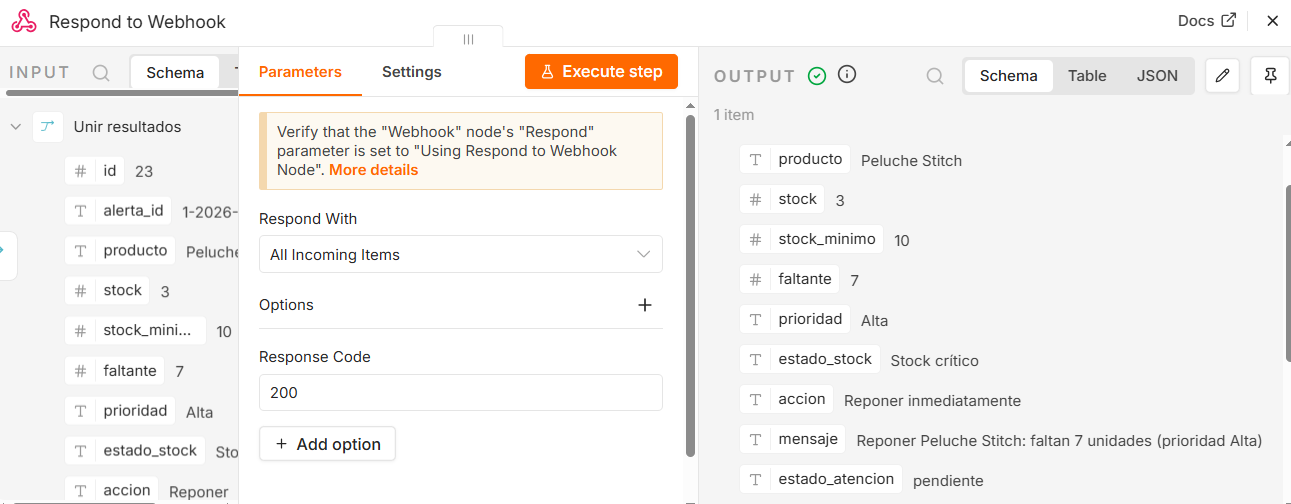 Respond to Webhook
Docs
INPUT
Schema
Unir resultados
id 23
alerta_id 1-2026-
producto Peluche
stock 3
stock_mini... 10
faltante 7
prioridad Alta
estado_stock Sto
accion Reponer
Parameters
Settings
Execute step
Verify that the "Webhook" node's "Respond"
parameter is set to "Using Respond to Webhook
Node". More details
Respond With
All Incoming Items
Options
Response Code
200
Add option
OUTPUT
Schema
Table
JSON
1 item
T producto Peluche Stitch
# stock 3
# stock_minimo 10
# faltante 7
T prioridad Alta
T estado_stock Stock crítico
T accion Reponer inmediatamente
T mensaje Reponer Peluche Stitch: faltan 7 unidades (prioridad Alta)
T estado_atencion pendiente